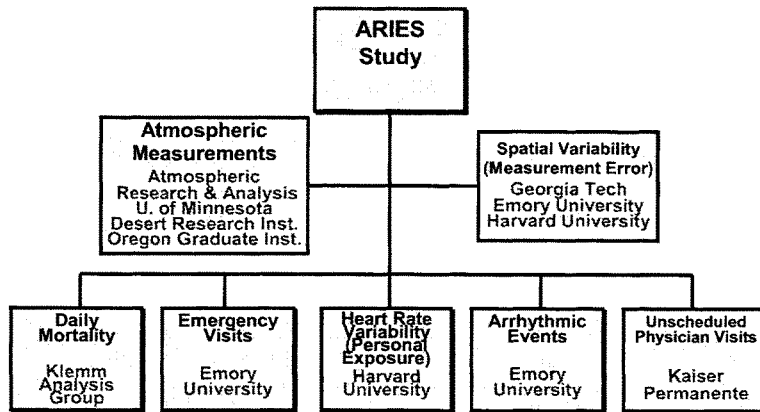 ARIES
Study
Atmospheric
Measurements
Atmospheric
Research & Analysis
U. of Minnesota
Desert Research Inst.
Oregon Graduate Inst.
Spatial Variability
(Measurement Error)
Georgia Tech
Emory University
Harvard University
Daily
Mortality
Klemm
Analysis
Group
Emergency
Visits
Emory
University
Heart Rate
Variability
(Personal
Exposure)
Harvard
University
Arrhythmic
Events
Emory
University
Unscheduled
Physician Visits
Kaiser
Permanente